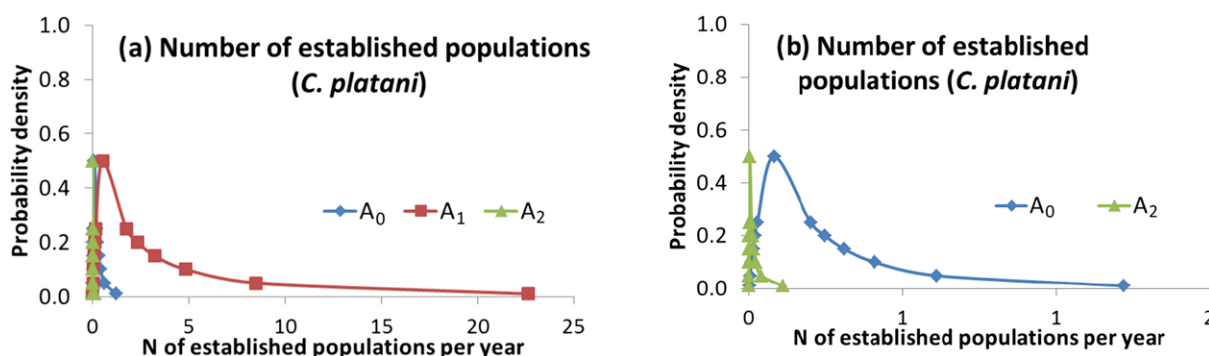 (a) Number of established populations
(C. platani)
Probability density
1.0
0.8
0.6
0.4
0.2
0.0
A0 A1 A2
0 5 10 15 20 25
N of established populations per year
(b) Number of established
populations (C. platani)
Probability density
1.0
0.8
0.6
0.4
0.2
0.0
A0 A2
0 1 1 2
N of established populations per year